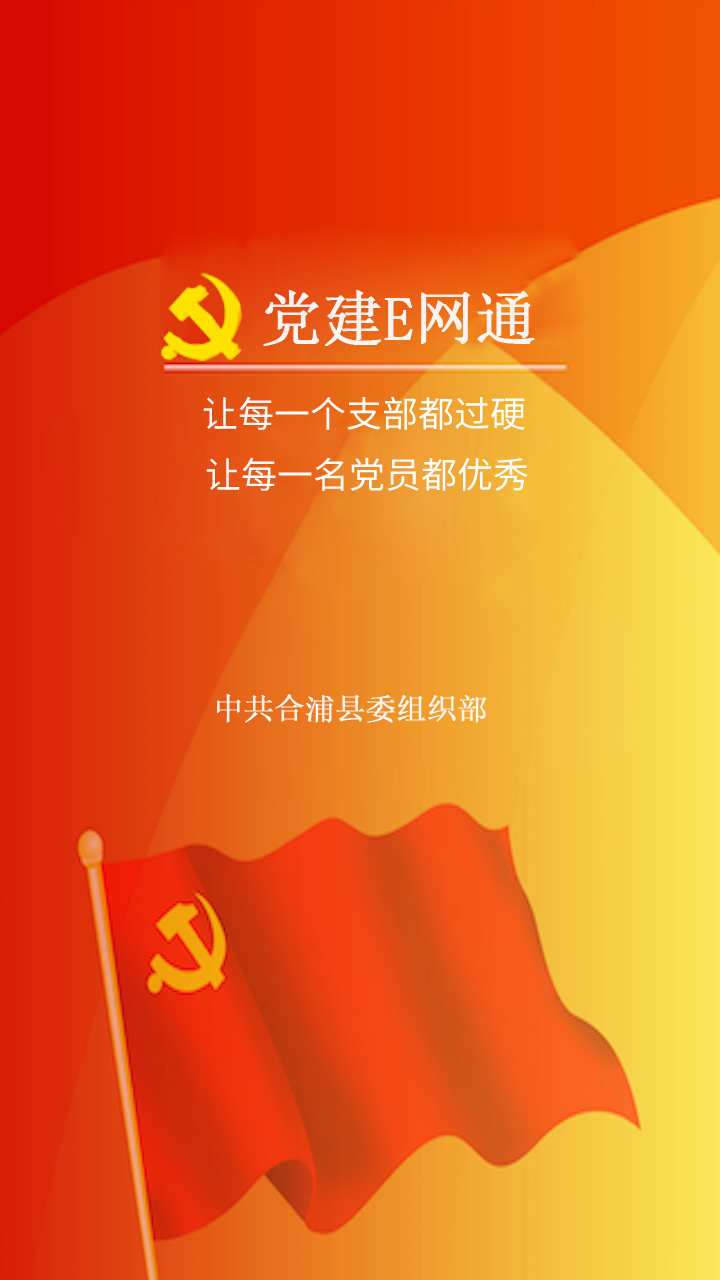 党建E网通
让每一个支部都过硬
让每一名党员都优秀
中共合浦县委组织部